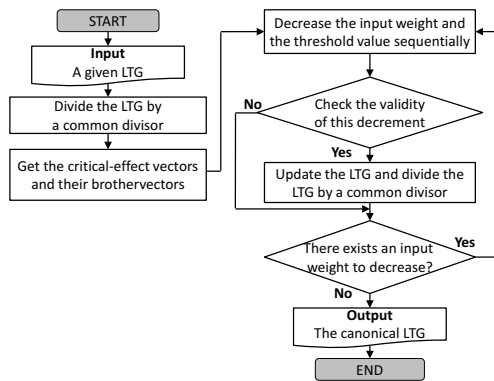 START
Input
A given LTG
Divide the LTG by
a common divisor
Get the critical-effect vectors
and their brothervectors
Decrease the input weight and
the threshold value sequentially
No
Check the validity
of this decrement
Yes
Update the LTG and divide the
LTG by a common divisor
There exists an input
weight to decrease?
Yes
No
Output
The canonical LTG
END